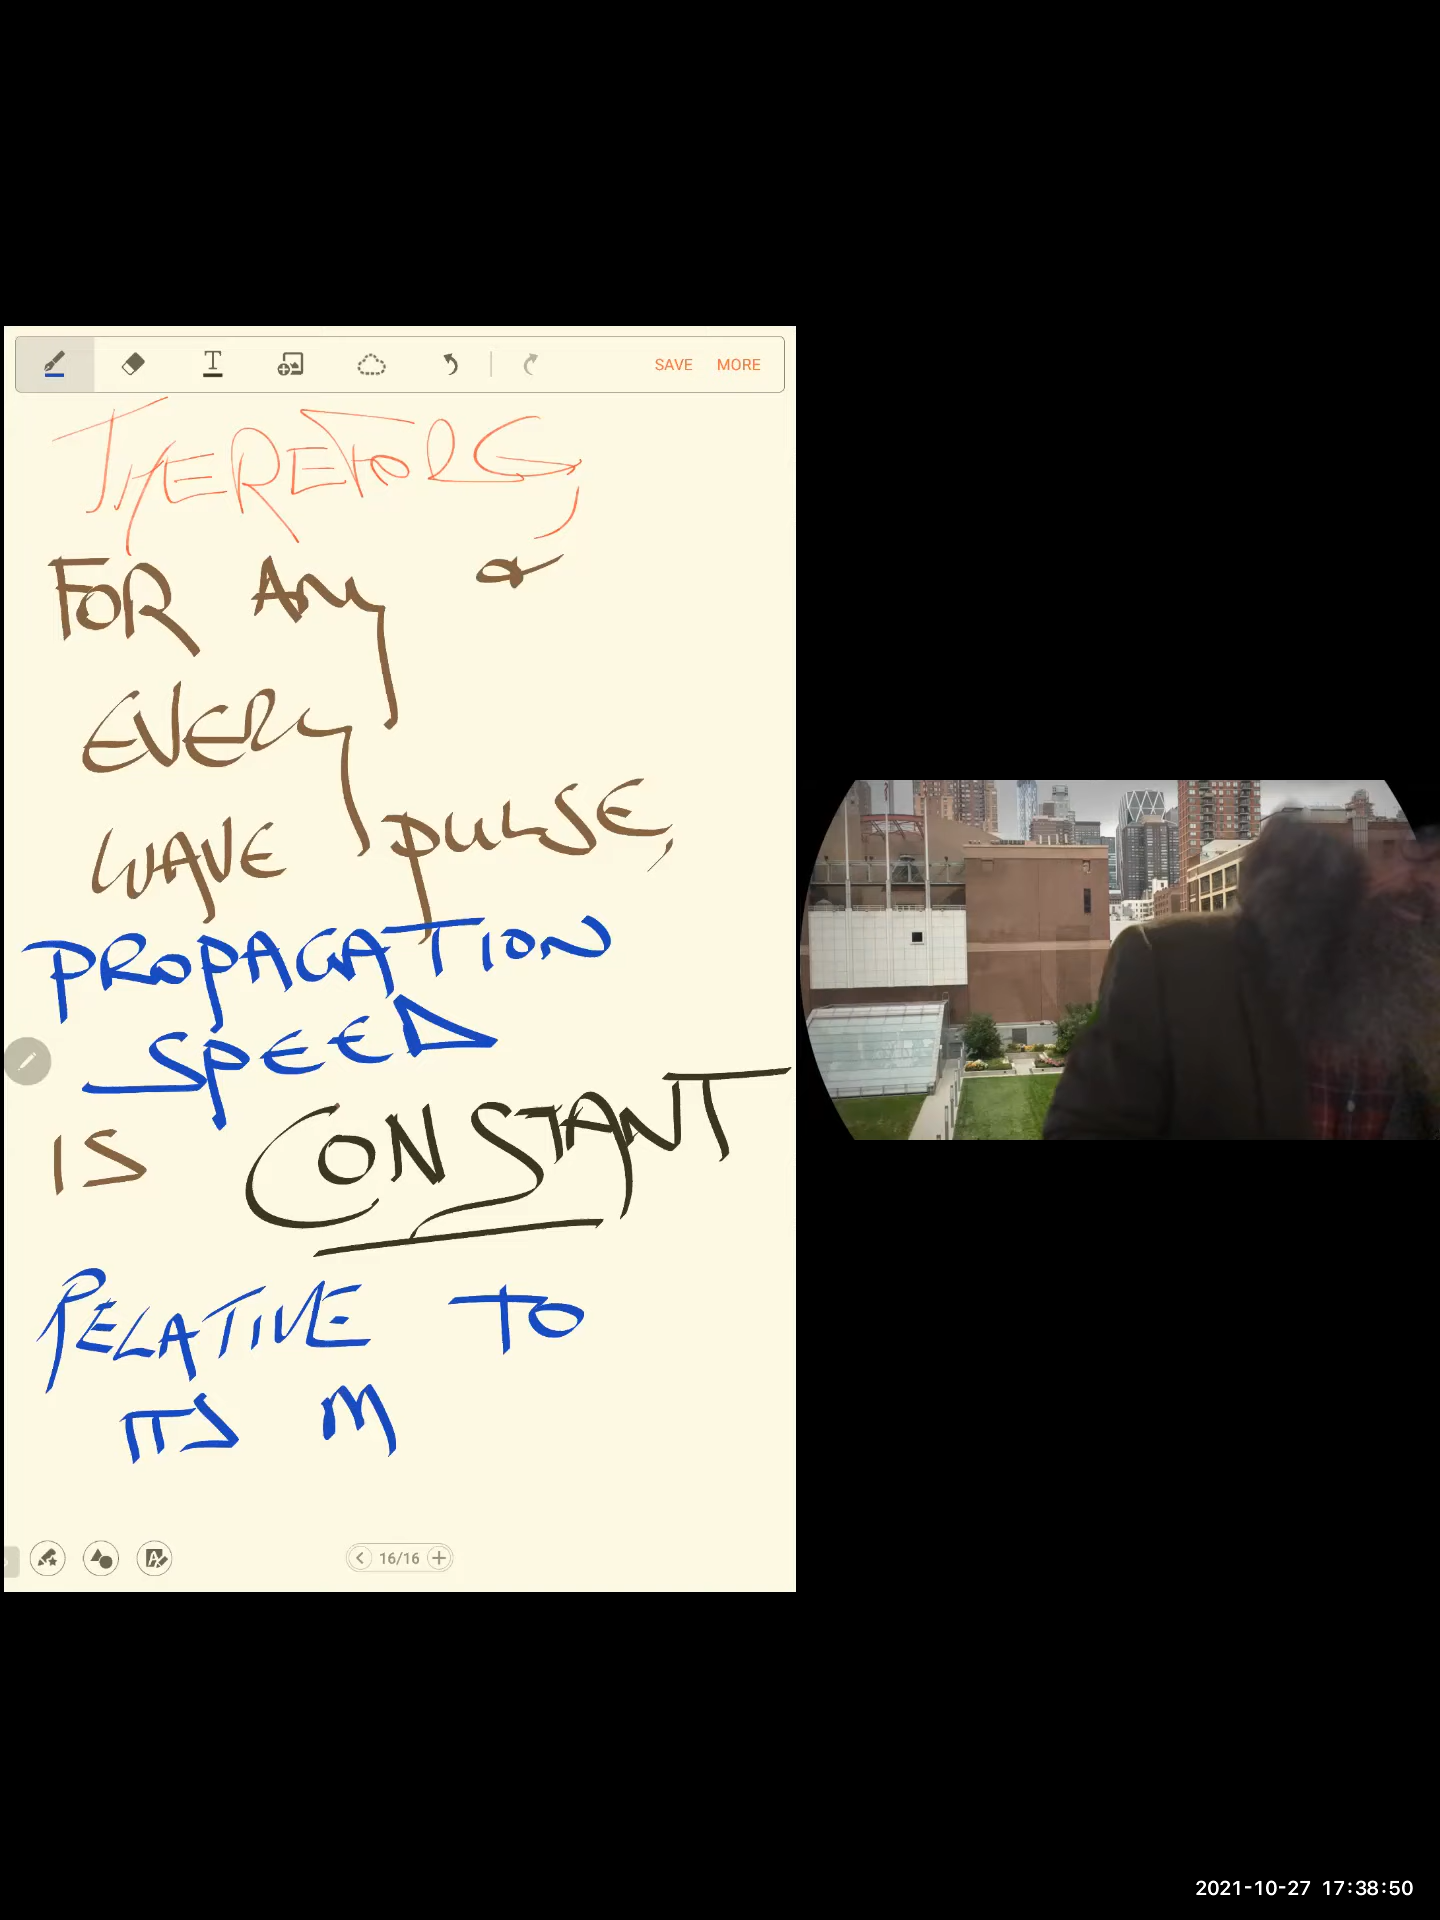 T SAVE MORE
THEREFORE,
FOR ANY &
EVERY
WAVE PULSE,
PROPAGATION
SPEED
IS CONSTANT
RELATIVE TO
ITS M
16/16
2021-10-27 17:38:50